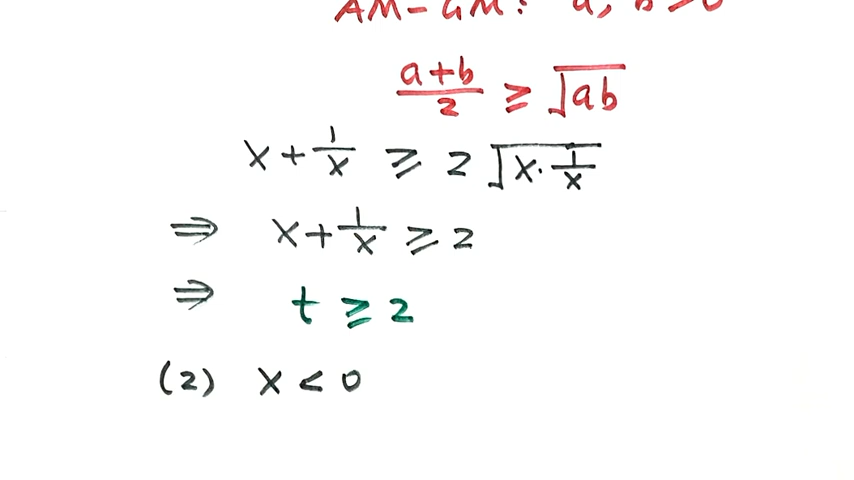 AM-GM: a, b > 0
(a+b)/2 ≥ √(ab)
x + 1/x ≥ 2√(x · 1/x)
⇒ x + 1/x ≥ 2
⇒ t ≥ 2
(2) x < 0